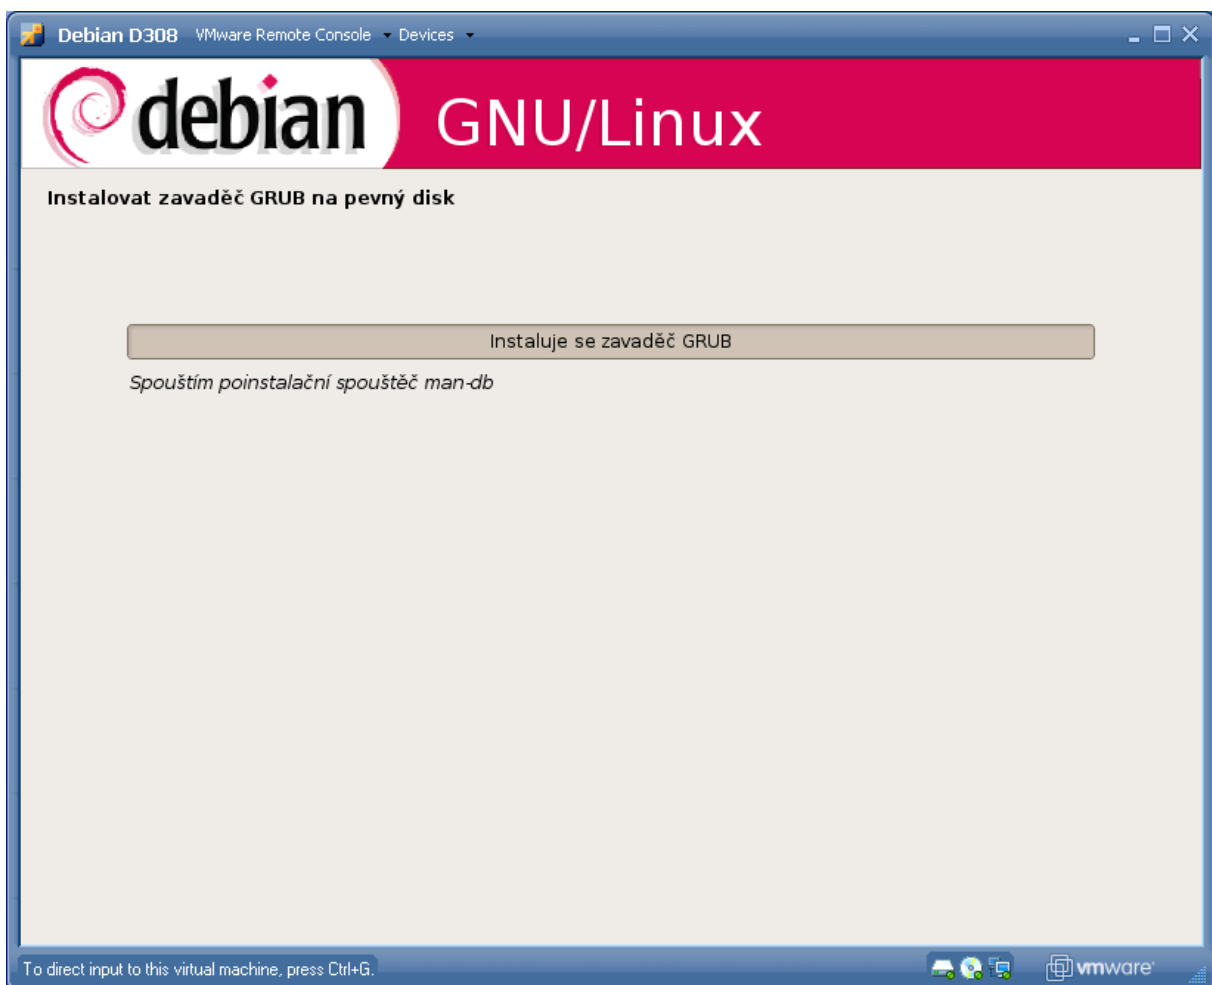 Debian D308 VMware Remote Console Devices
debian GNU/Linux
Instalovat zavaděč GRUB na pevný disk
Instaluje se zavaděč GRUB
Spouštím poinstalační spouštěč man-db
To direct input to this virtual machine, press Ctrl+G.
vmware